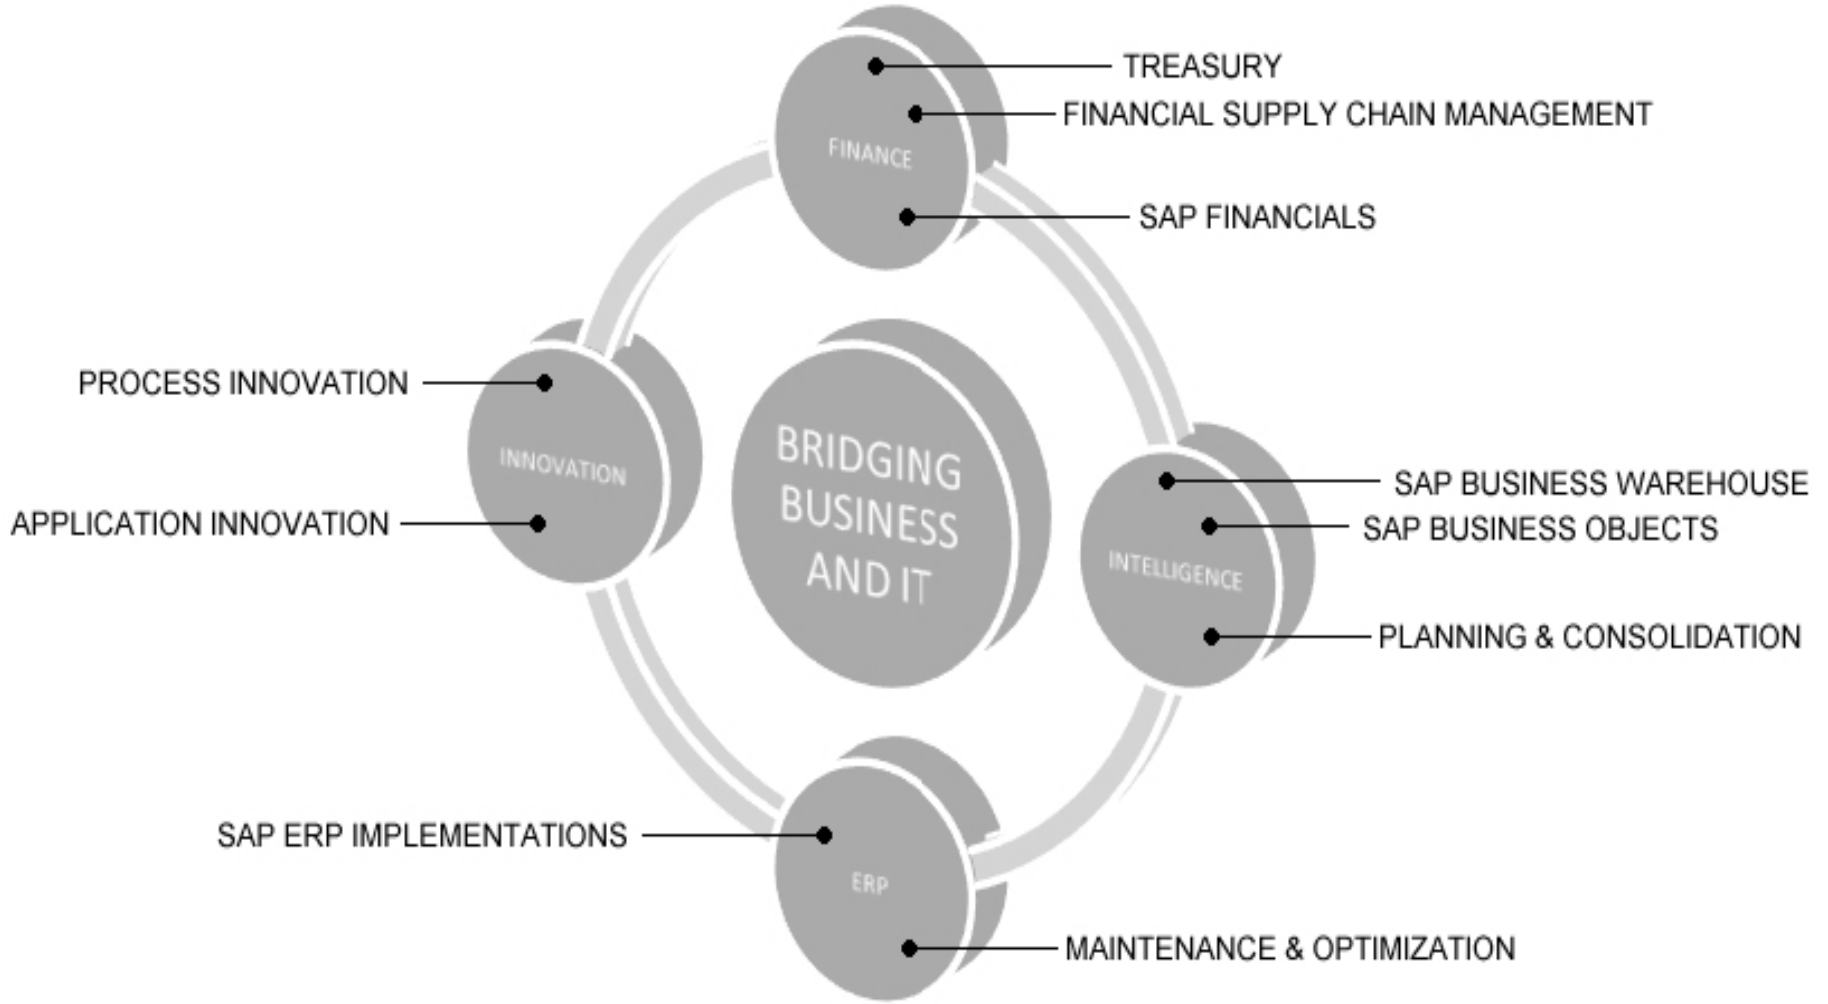 TREASURY
FINANCIAL SUPPLY CHAIN MANAGEMENT
FINANCE
SAP FINANCIALS
PROCESS INNOVATION
INNOVATION
APPLICATION INNOVATION
BRIDGING
BUSINESS
AND IT
SAP BUSINESS WAREHOUSE
SAP BUSINESS OBJECTS
INTELLIGENCE
PLANNING & CONSOLIDATION
SAP ERP IMPLEMENTATIONS
ERP
MAINTENANCE & OPTIMIZATION